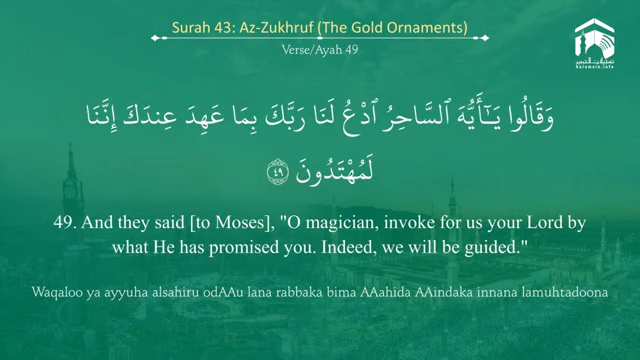 Surah 43: Az-Zukhruf (The Gold Ornaments)
Verse/Ayah 49
haramain.info
وَقَالُوا۟ يَـٰٓأَيُّهَ ٱلسَّاحِرُ ٱدْعُ لَنَا رَبَّكَ بِمَا عَهِدَ عِندَكَ إِنَّنَا
لَمُهْتَدُونَ ٤٩
49. And they said [to Moses], "O magician, invoke for us your Lord by
what He has promised you. Indeed, we will be guided."
Waqaloo ya ayyuha alsahiru odAAu lana rabbaka bima AAahida AAindaka innana lamuhtadoona